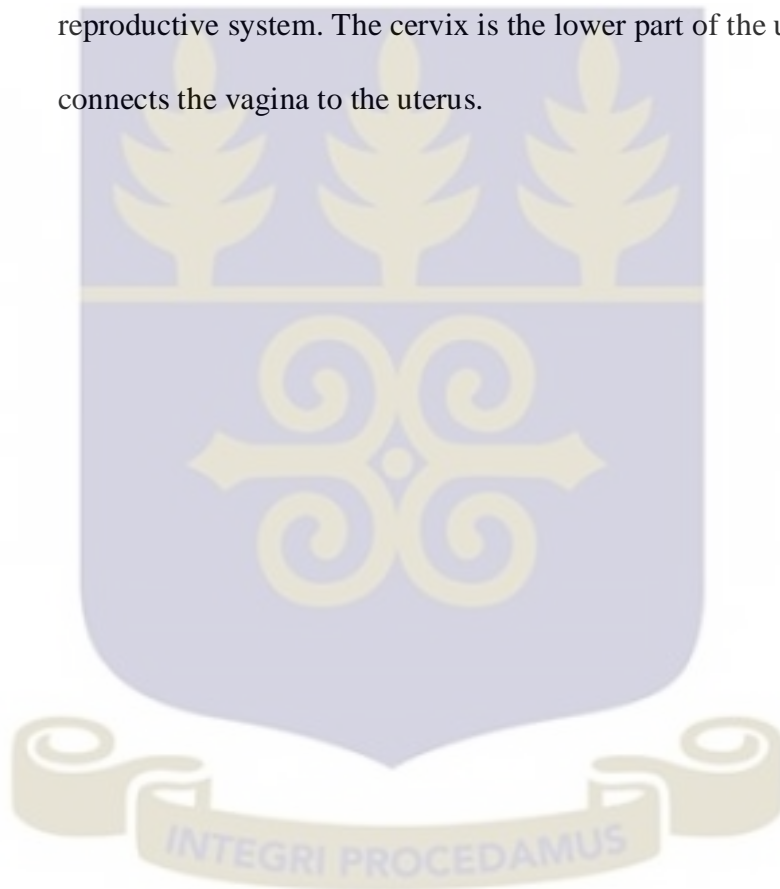 reproductive system. The cervix is the lower part of the
connects the vagina to the uterus.
INTEGRI PROCEDAMUS